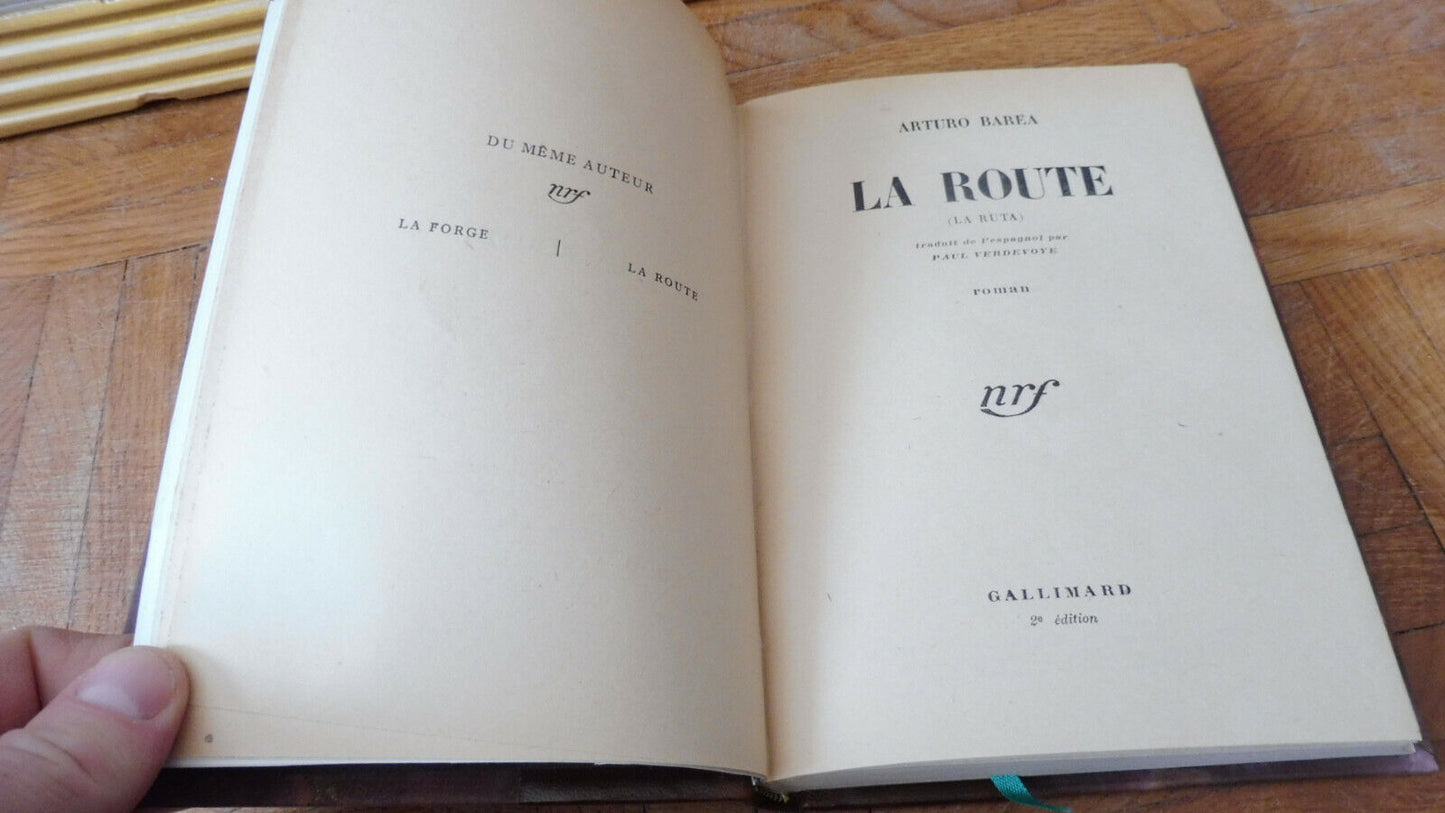 DU MÊME AUTEUR
nrf
LA FORGE | LA ROUTE
ARTURO BAREA
LA ROUTE
(LA RUTA)
traduit de l'espagnol par
PAUL VERDEVOYE
roman
nrf
GALLIMARD
2e édition